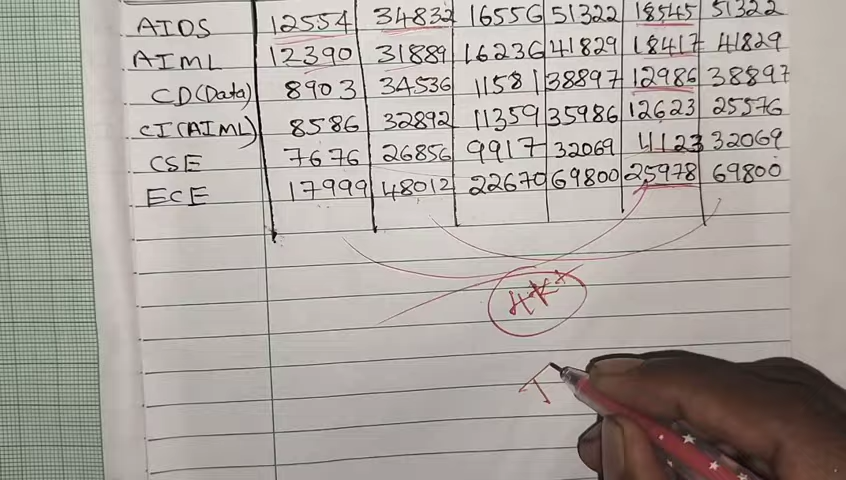 AIDS 12554 34832 16556 51322 18545 51322
AIML 12390 31889 16236 41829 18417 41829
CD(Data) 8903 34536 11581 38897 12986 38897
CI(AIML) 8586 32892 11359 35986 12623 25576
CSE 7676 26856 9917 32069 4123 32069
ECE 17999 48012 22670 69800 25978 69800
T